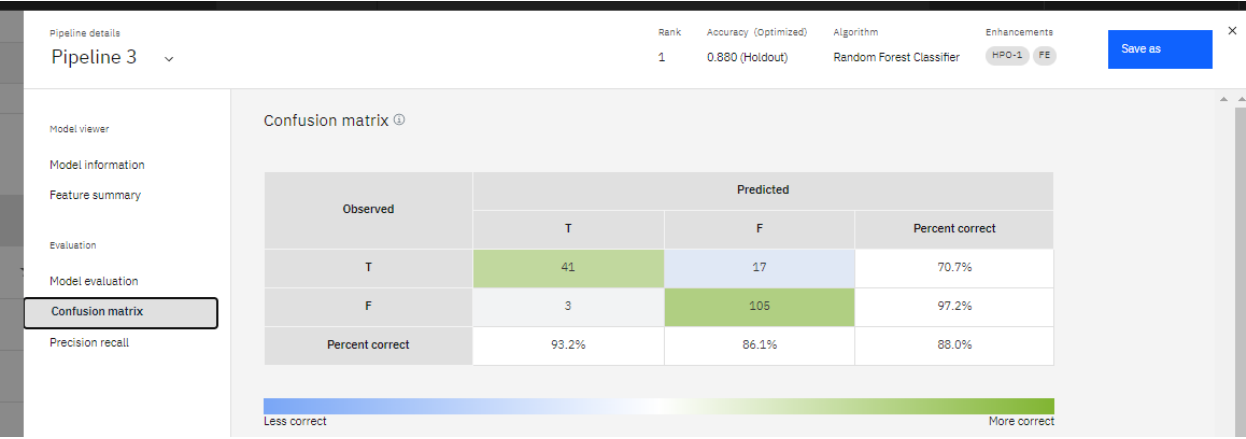 Pipeline details
Pipeline 3
Rank
1
Accuracy (Optimized)
0.880 (Holdout)
Algorithm
Random Forest Classifier
Enhancements
HPO-1 FE
Save as
Model viewer
Model information
Feature summary
Evaluation
Model evaluation
Confusion matrix
Precision recall
Confusion matrix
Observed
Predicted
T F Percent correct
T 41 17 70.7%
F 3 105 97.2%
Percent correct 93.2% 86.1% 88.0%
Less correct More correct